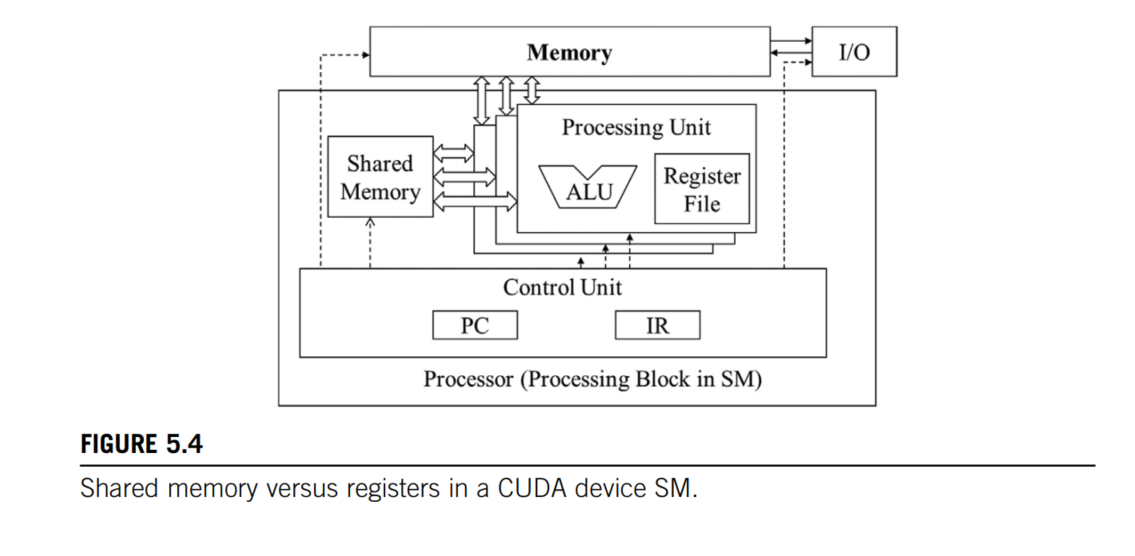 Memory
I/O
Processing Unit
Shared
Memory
ALU
Register
File
Control Unit
PC
IR
Processor (Processing Block in SM)
FIGURE 5.4
Shared memory versus registers in a CUDA device SM.